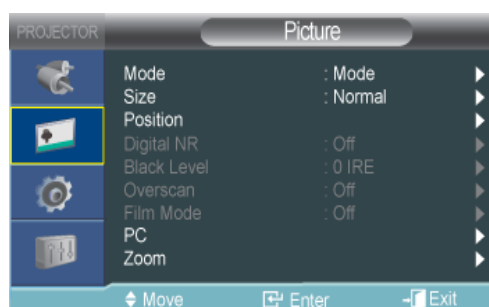 PROJECTOR Picture
Mode : Mode
Size : Normal
Position
Digital NR : Off
Black Level : 0 IRE
Overscan : Off
Film Mode : Off
PC
Zoom
Move Enter Exit